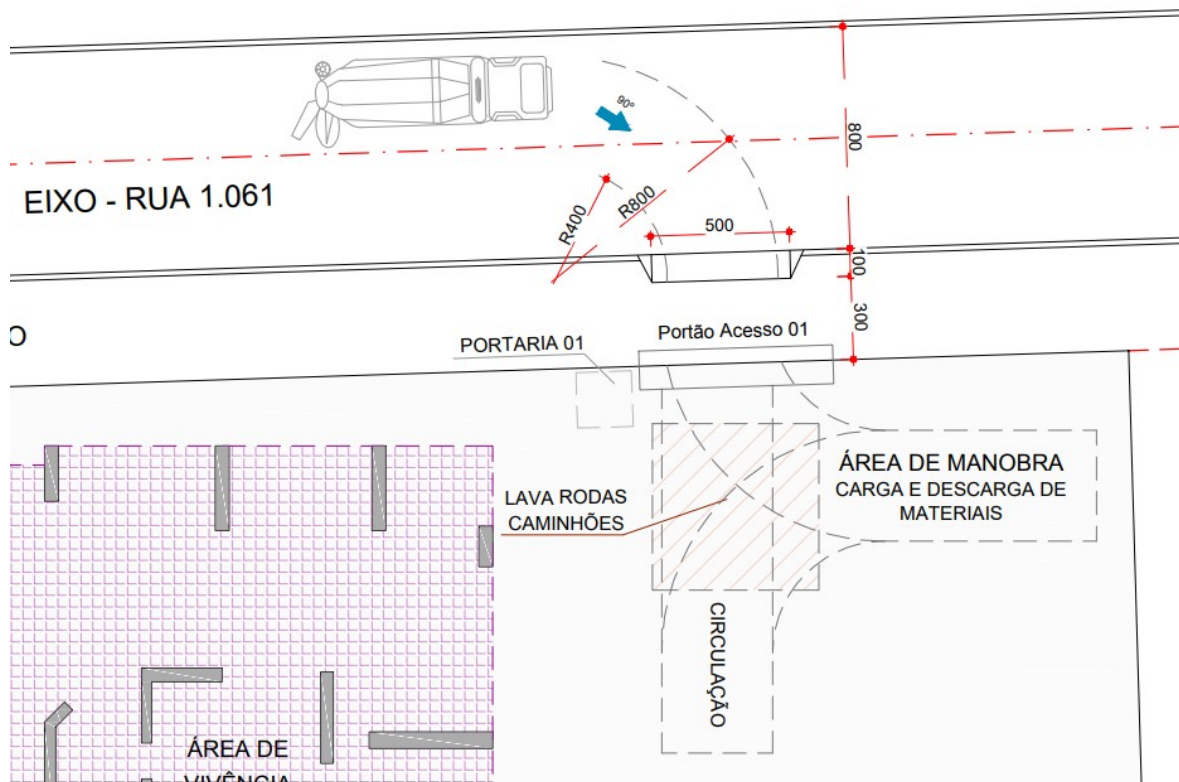 90°
800
EIXO - RUA 1.061
R400
R800
500
100
300
O
PORTARIA 01
Portão Acesso 01
LAVA RODAS
CAMINHÕES
ÁREA DE MANOBRA
CARGA E DESCARGA DE
MATERIAIS
CIRCULAÇÃO
ÁREA DE
VIVÊNCIA